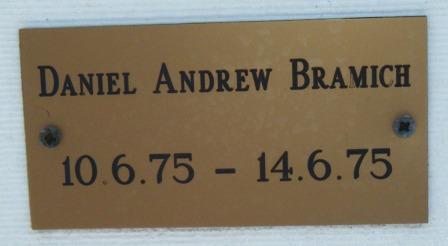 DANIEL ANDREW BRAMICH
10.6.75 - 14.6.75